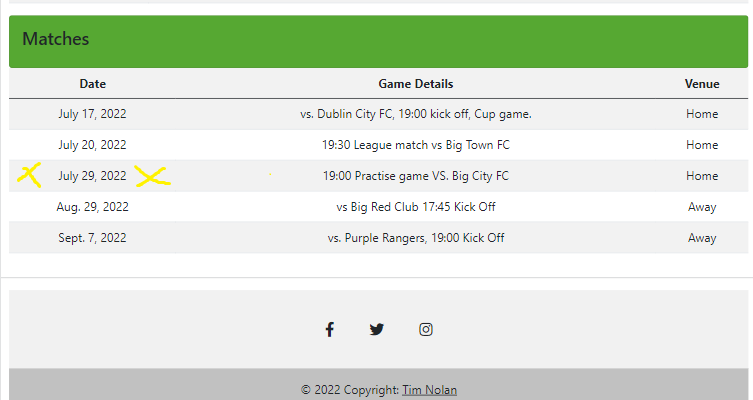 Matches
Date Game Details Venue
July 17, 2022 vs. Dublin City FC, 19:00 kick off, Cup game. Home
July 20, 2022 19:30 League match vs Big Town FC Home
July 29, 2022 19:00 Practise game VS. Big City FC Home
Aug. 29, 2022 vs Big Red Club 17:45 Kick Off Away
Sept. 7, 2022 vs. Purple Rangers, 19:00 Kick Off Away
© 2022 Copyright: Tim Nolan